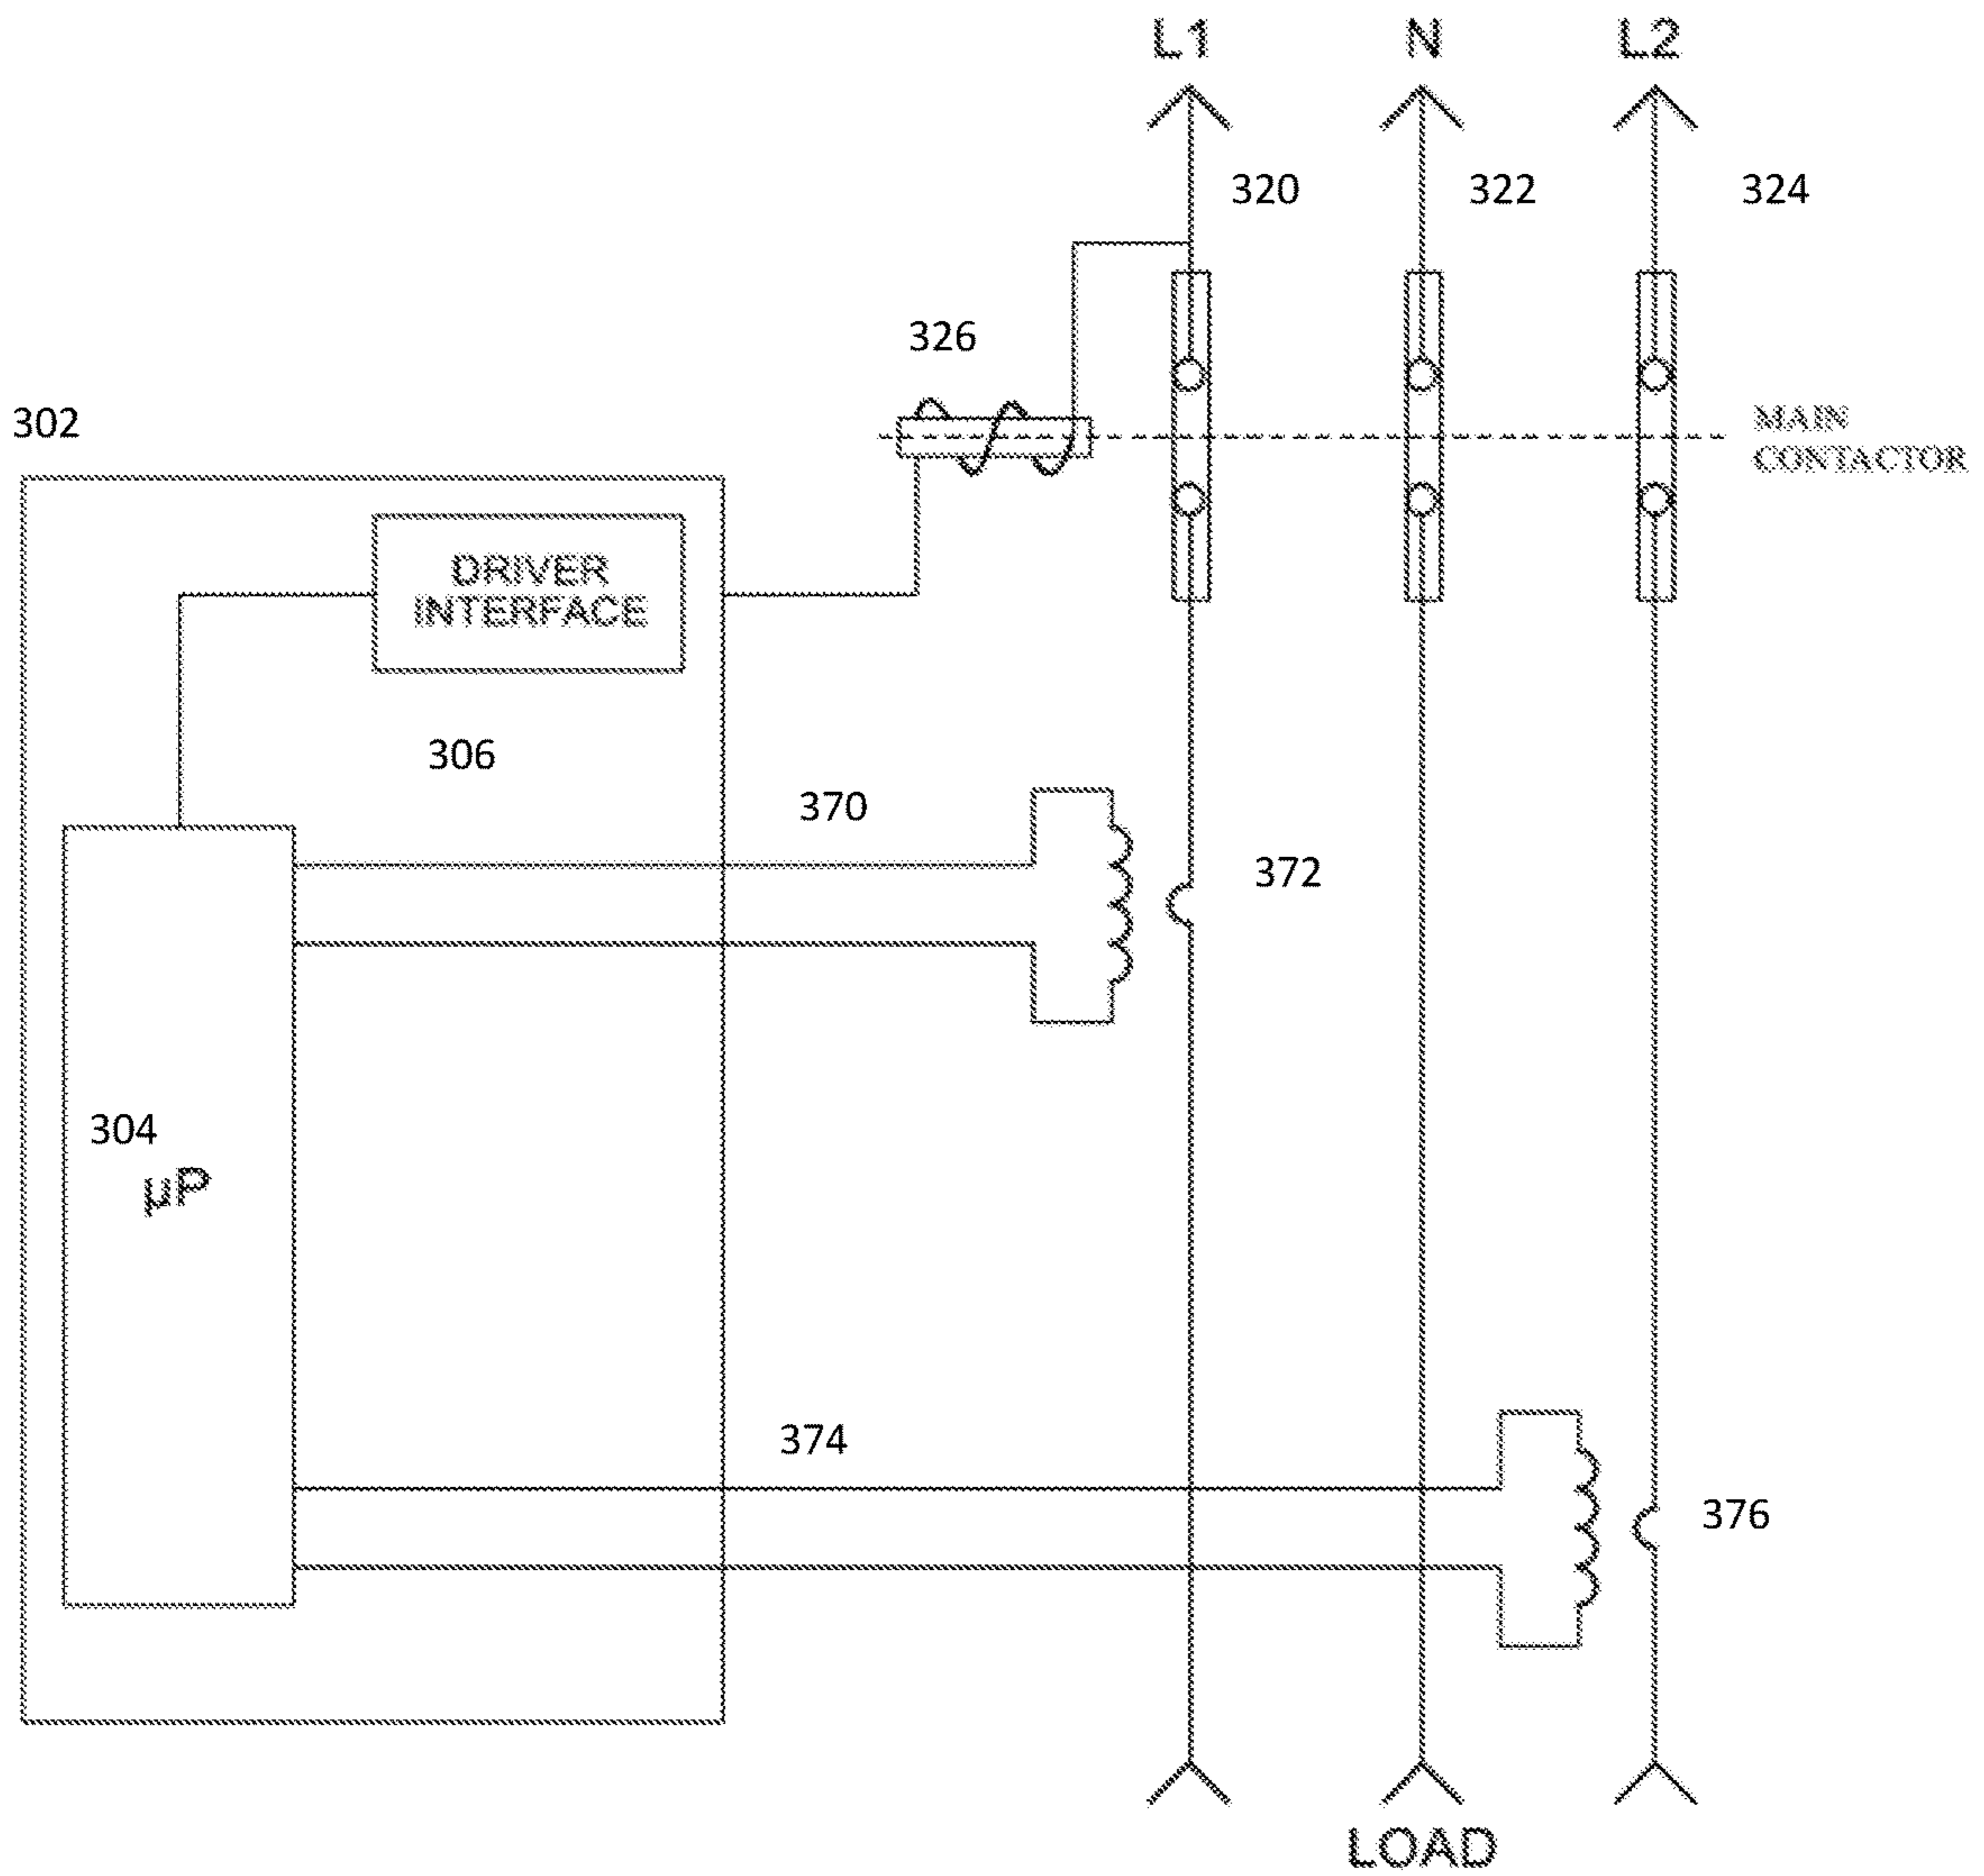 L1 N L2
320 322 324
326
302
MAIN
CONTACTOR
DRIVER
INTERFACE
306
370
372
304
µP
374
376
LOAD